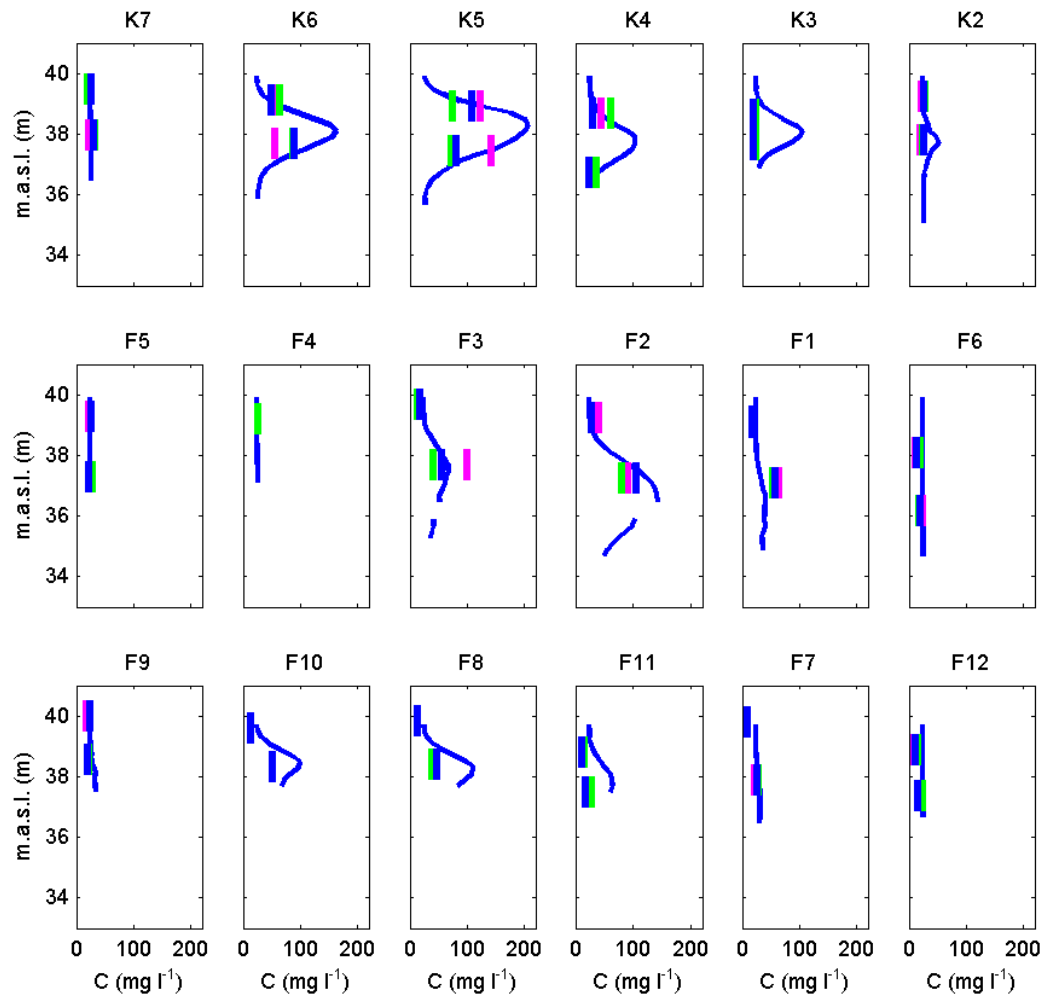 K7 K6 K5 K4 K3 K2
40
38
36
34
m.a.s.l. (m)
F5 F4 F3 F2 F1 F6
40
38
36
34
m.a.s.l. (m)
F9 F10 F8 F11 F7 F12
40
38
36
34
m.a.s.l. (m)
0 100 200 0 100 200 0 100 200 0 100 200 0 100 200 0 100 200
C (mg l⁻¹) C (mg l⁻¹) C (mg l⁻¹) C (mg l⁻¹) C (mg l⁻¹) C (mg l⁻¹)